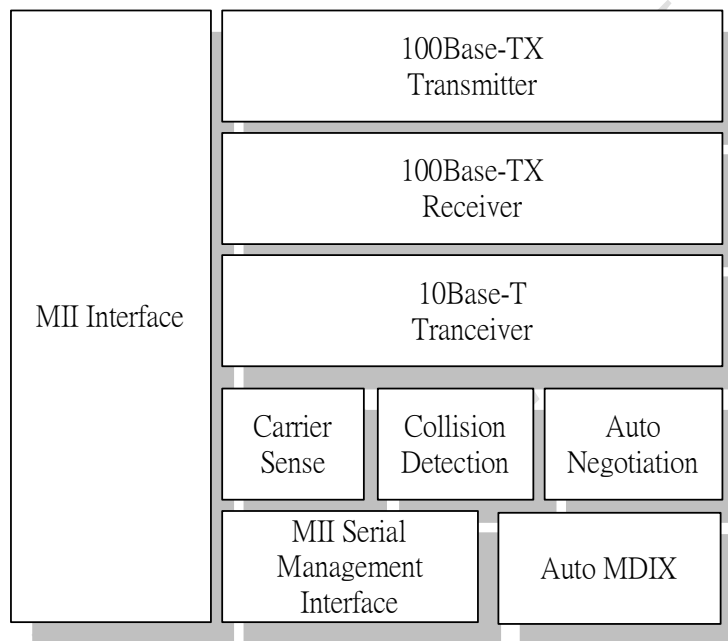 100Base-TX
Transmitter
100Base-TX
Receiver
MII Interface
10Base-T
Tranceiver
Carrier
Sense
Collision
Detection
Auto
Negotiation
MII Serial
Management
Interface
Auto MDIX